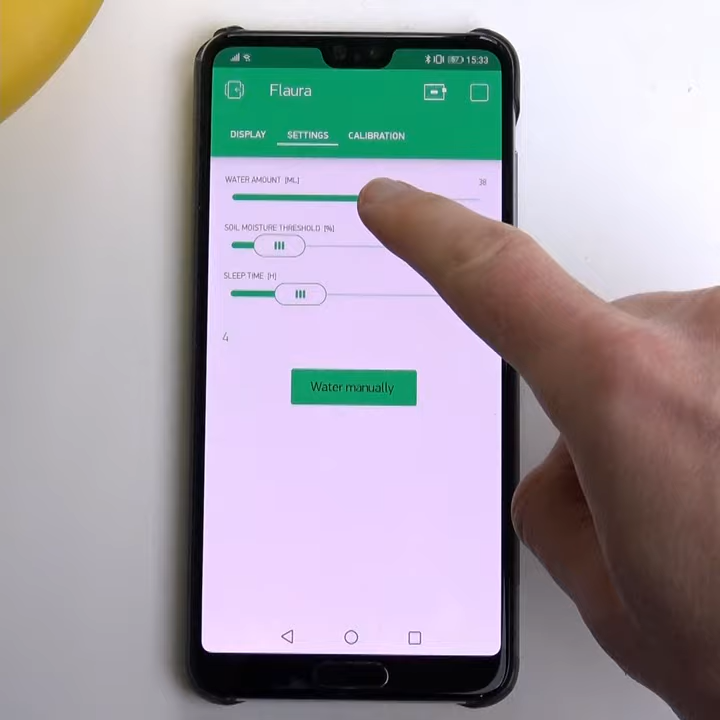 15:33
Flaura
DISPLAY SETTINGS CALIBRATION
WATER AMOUNT [ML] 38
SOIL MOISTURE THRESHOLD [%]
SLEEP TIME [H]
4
Water manually